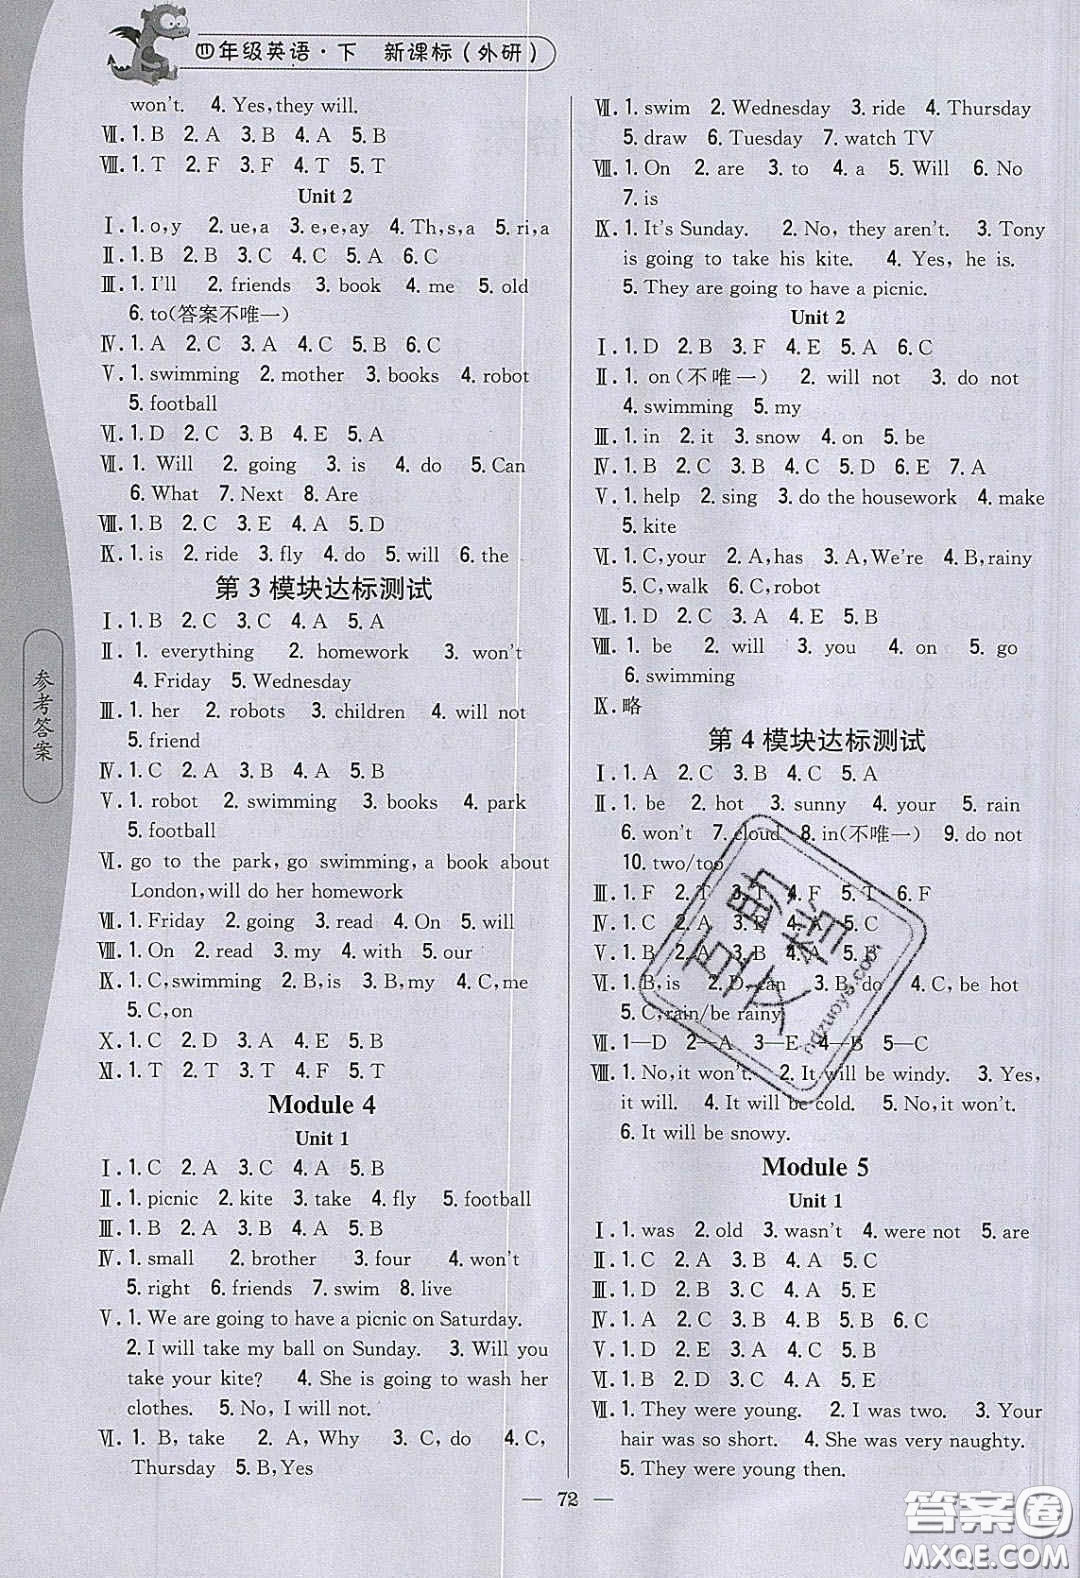 四年级英语·下 新课标(外研)
won't. 4. Yes, they will.
Ⅶ. 1. B 2. A 3. B 4. A 5. B
Ⅷ. 1. T 2. F 3. F 4. T 5. T
Unit 2
Ⅰ. 1. o,y 2. ue,a 3. e,e,ay 4. Th,s,a 5. ri,a
Ⅱ. 1. B 2. B 3. C 4. A 5. C 6. C
Ⅲ. 1. I'll 2. friends 3. book 4. me 5. old
6. to(答案不唯一)
Ⅳ. 1. A 2. C 3. A 4. C 5. B 6. C
Ⅴ. 1. swimming 2. mother 3. books 4. robot
5. football
Ⅵ. 1. D 2. C 3. B 4. E 5. A
Ⅶ. 1. Will 2. going 3. is 4. do 5. Can
6. What 7. Next 8. Are
Ⅷ. 1. B 2. C 3. E 4. A 5. D
Ⅸ. 1. is 2. ride 3. fly 4. do 5. will 6. the
第 3 模块达标测试
Ⅰ. 1. B 2. C 3. C 4. A 5. A
Ⅱ. 1. everything 2. homework 3. won't
4. Friday 5. Wednesday
Ⅲ. 1. her 2. robots 3. children 4. will not
5. friend
Ⅳ. 1. C 2. A 3. A 4. B 5. B
Ⅴ. 1. robot 2. swimming 3. books 4. park
5. football
Ⅵ. go to the park, go swimming, a book about
London, will do her homework
Ⅶ. 1. Friday 2. going 3. read 4. On 5. will
Ⅷ. 1. On 2. read 3. my 4. with 5. our
Ⅸ. 1. C, swimming 2. B, is 3. B, my 4. C, me
5. C, on
Ⅹ. 1. C 2. D 3. A 4. E 5. B
Ⅺ. 1. T 2. T 3. T 4. F 5. T
Module 4
Unit 1
Ⅰ. 1. C 2. A 3. C 4. A 5. B
Ⅱ. 1. picnic 2. kite 3. take 4. fly 5. football
Ⅲ. 1. B 2. A 3. B 4. A 5. B
Ⅳ. 1. small 2. brother 3. four 4. won't
5. right 6. friends 7. swim 8. live
Ⅴ. 1. We are going to have a picnic on Saturday.
2. I will take my ball on Sunday. 3. Will you
take your kite? 4. She is going to wash her
clothes. 5. No, I will not.
Ⅵ. 1. B, take 2. A, Why 3. C, do 4. C,
Thursday 5. B, Yes
Ⅶ. 1. swim 2. Wednesday 3. ride 4. Thursday
5. draw 6. Tuesday 7. watch TV
Ⅷ. 1. On 2. are 3. to 4. a 5. Will 6. No
7. is
Ⅸ. 1. It's Sunday. 2. No, they aren't. 3. Tony
is going to take his kite. 4. Yes, he is.
5. They are going to have a picnic.
Unit 2
Ⅰ. 1. D 2. B 3. F 4. E 5. A 6. C
Ⅱ. 1. on(不唯一) 2. will not 3. do not
4. swimming 5. my
Ⅲ. 1. in 2. it 3. snow 4. on 5. be
Ⅳ. 1. B 2. C 3. B 4. C 5. B 6. E 7. A
Ⅴ. 1. help 2. sing 3. do the housework 4. make
5. kite
Ⅵ. 1. C, your 2. A, has 3. A, We're 4. B, rainy
5. C, walk 6. C, robot
Ⅶ. 1. D 2. C 3. A 4. E 5. B
Ⅷ. 1. be 2. will 3. you 4. on 5. go
6. swimming
Ⅸ. 略
第 4 模块达标测试
Ⅰ. 1. A 2. C 3. B 4. C 5. A
Ⅱ. 1. be 2. hot 3. sunny 4. your 5. rain
6. won't 7. cloud 8. in(不唯一) 9. do not
10. two/too
Ⅲ. 1. F 2. T 3. T 4. F 5. T 6. F
Ⅳ. 1. C 2. A 3. B 4. A 5. C
Ⅴ. 1. B 2. A 3. B 4. A 5. B
Ⅵ. 1. B, is 2. D, can 3. B, do 4. C, be hot
5. C, rain/be rainy
Ⅶ. 1—D 2—A 3—E 4—B 5—C
Ⅷ. 1. No, it won't. 2. It will be windy. 3. Yes,
it will. 4. It will be cold. 5. No, it won't.
6. It will be snowy.
Module 5
Unit 1
Ⅰ. 1. was 2. old 3. wasn't 4. were not 5. are
Ⅱ. 1. C 2. A 3. B 4. A 5. C
Ⅲ. 1. D 2. B 3. C 4. A 5. E
Ⅳ. 1. A 2. C 3. A 4. B 5. B 6. C
Ⅴ. 1. D 2. E 3. A 4. C 5. B
Ⅵ. 1. B 2. D 3. A 4. C 5. E
Ⅶ. 1. They were young. 2. I was two. 3. Your
hair was so short. 4. She was very naughty.
5. They were young then.
参考答案
— 72 —
答案圈
MXQE.COM